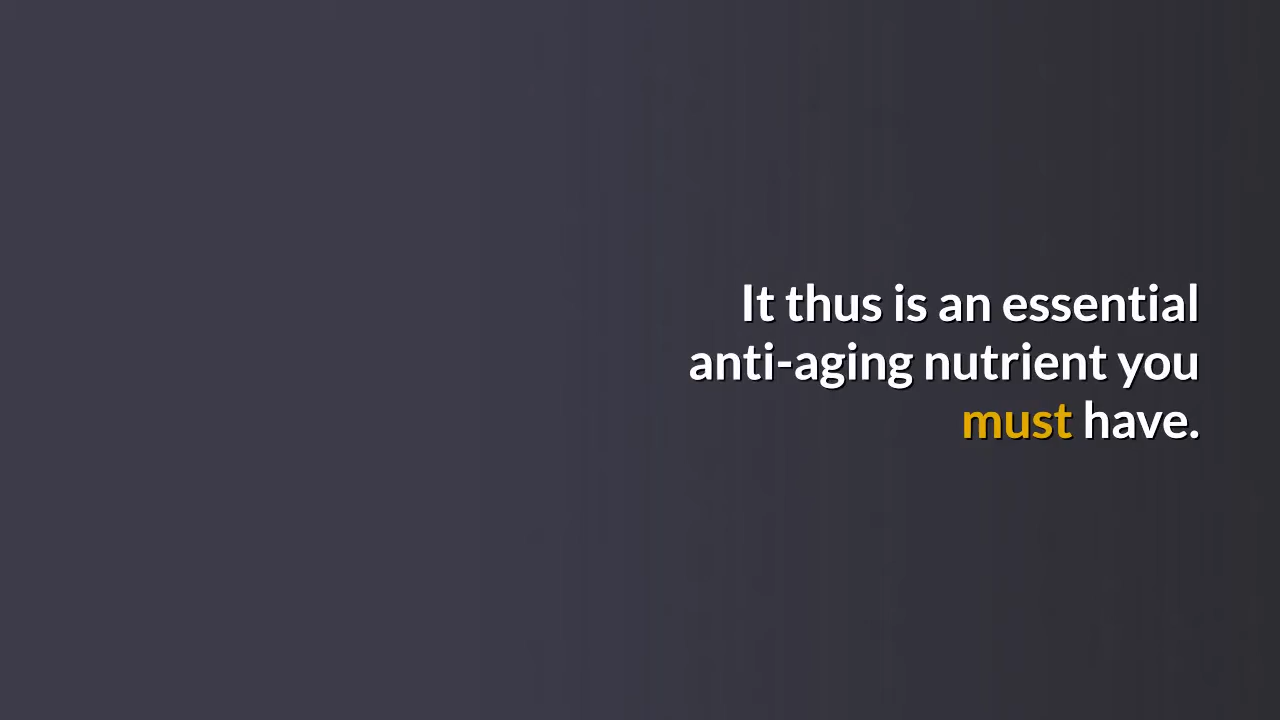 It thus is an essential
anti-aging nutrient you
must have.